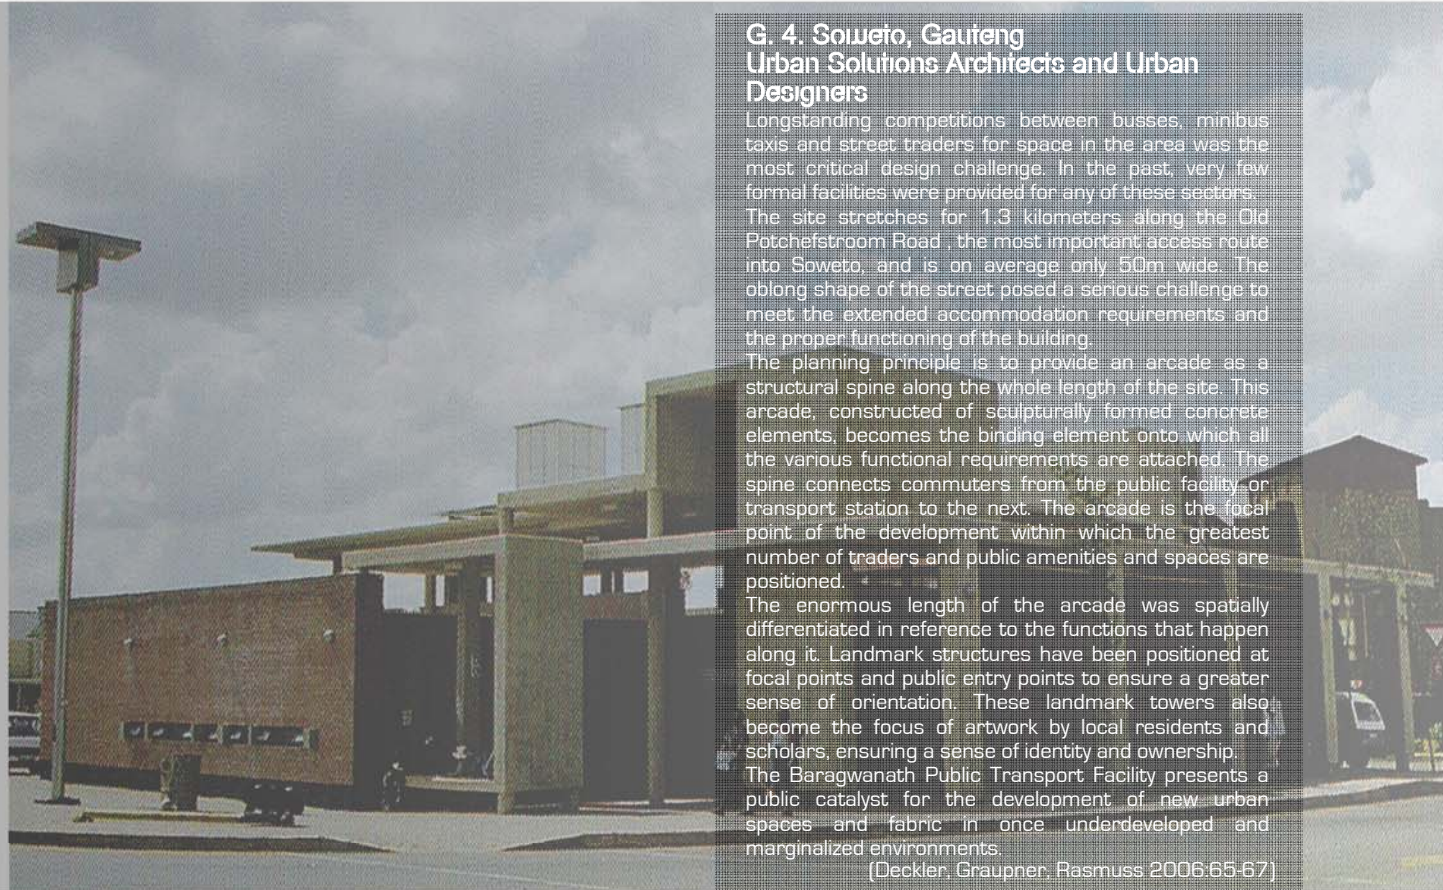 G. 4. Soweto, Gauteng
Urban Solutions Architects and Urban
Designers
Longstanding competitions between busses, minibus
taxis and street traders for space in the area was the
most critical design challenge. In the past, very few
formal facilities were provided for any of these sectors.
The site stretches for 1.3 kilometers along the Old
Potchefstroom Road , the most important access route
into Soweto, and is on average only 50m wide. The
oblong shape of the street posed a serious challenge to
meet the extended accommodation requirements and
the proper functioning of the building.
The planning principle is to provide an arcade as a
structural spine along the whole length of the site. This
arcade, constructed of sculpturally formed concrete
elements, becomes the binding element onto which all
the various functional requirements are attached. The
spine connects commuters from the public facility or
transport station to the next. The arcade is the focal
point of the development within which the greatest
number of traders and public amenities and spaces are
positioned.
The enormous length of the arcade was spatially
differentiated in reference to the functions that happen
along it. Landmark structures have been positioned at
focal points and public entry points to ensure a greater
sense of orientation. These landmark towers also
become the focus of artwork by local residents and
scholars, ensuring a sense of identity and ownership.
The Baragwanath Public Transport Facility presents a
public catalyst for the development of new urban
spaces and fabric in once underdeveloped and
marginalized environments.
(Deckler, Graupner, Rasmuss 2006:65-67)